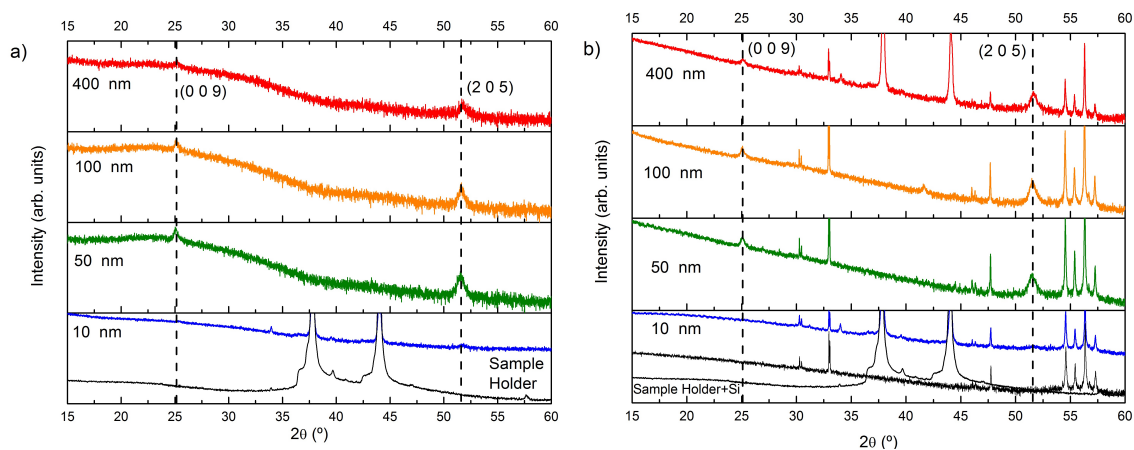 15 20 25 30 35 40 45 50 55 60
a)
400 nm
(0 0 9)
(2 0 5)
100 nm
50 nm
10 nm
Sample
Holder
15 20 25 30 35 40 45 50 55 60
2θ (º)
Intensity (arb. units)
15 20 25 30 35 40 45 50 55 60
b)
(0 0 9)
(2 0 5)
400 nm
100 nm
50 nm
10 nm
Sample Holder+Si
15 20 25 30 35 40 45 50 55 60
2θ (º)
Intensity (arb. units)